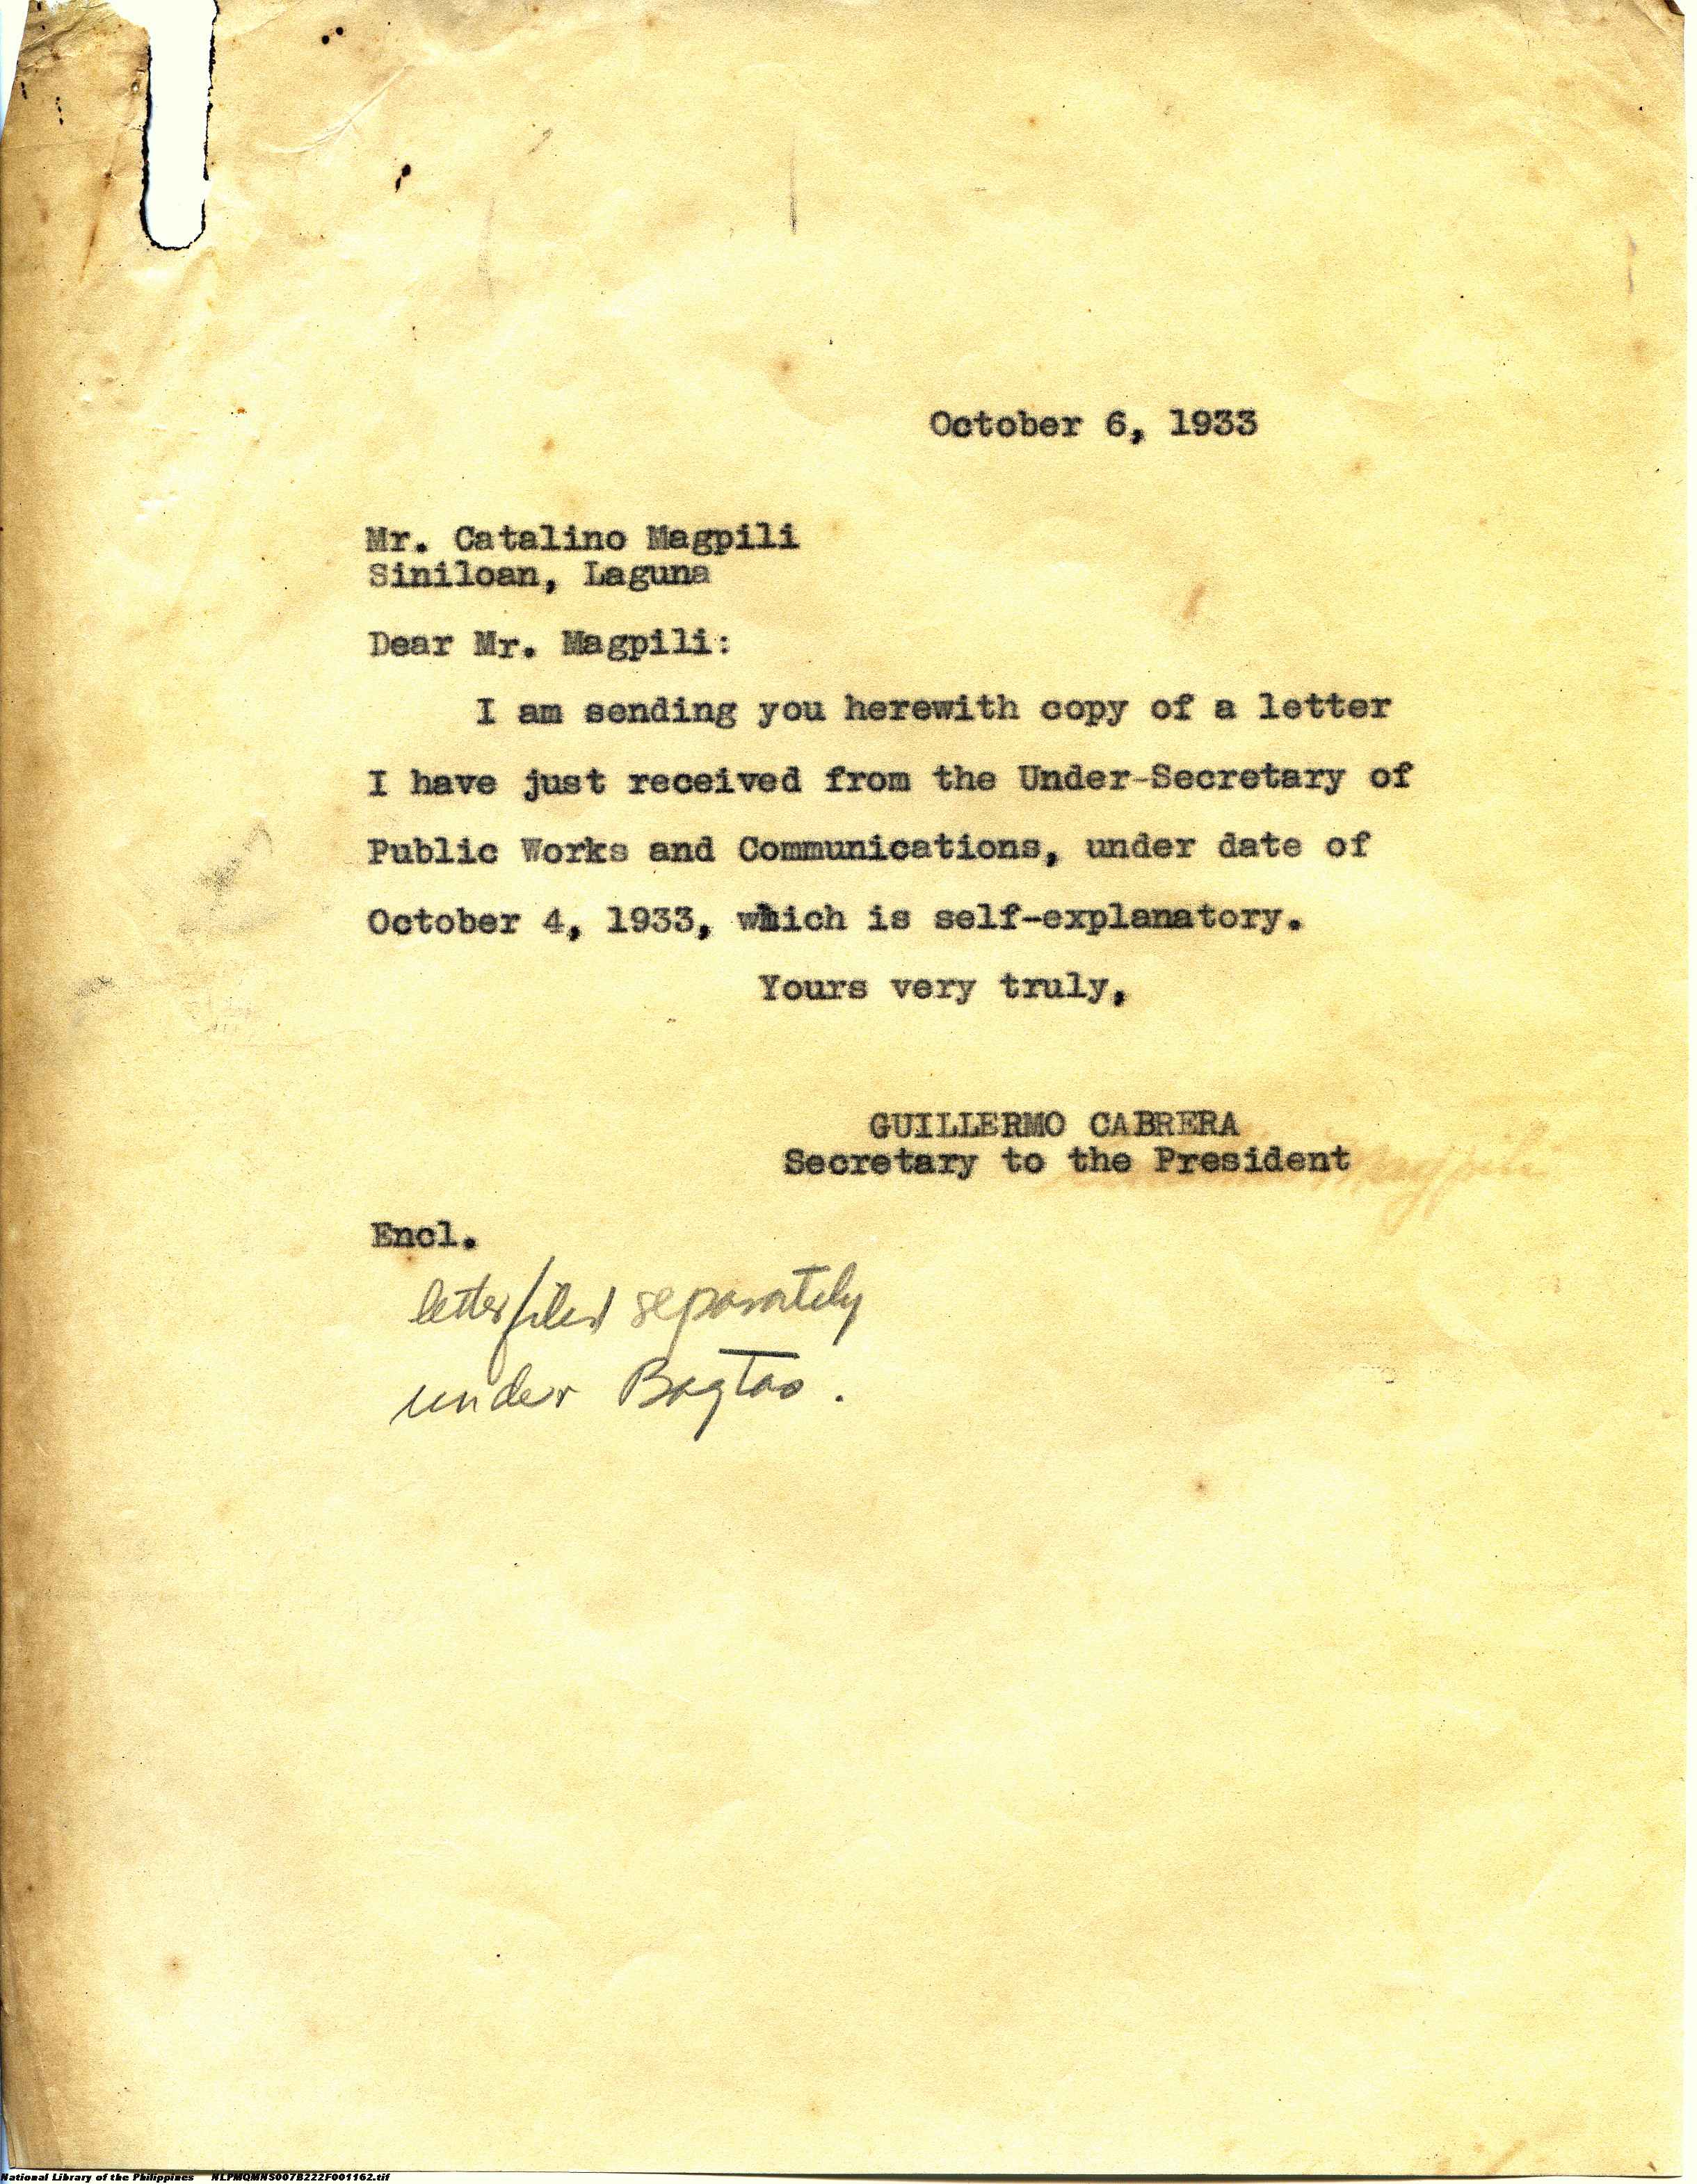 October 6, 1933
Mr. Catalino Magpili
Siniloan, Laguna
Dear Mr. Magpili:
I am sending you herewith copy of a letter
I have just received from the Under-Secretary of
Public Works and Communications, under date of
October 4, 1933, which is self-explanatory.
Yours very truly,
GUILLERMO CABRERA
Secretary to the President
Magpili
Encl.
letter filed separately
under Bagtas.
National Library of the Philippines NLPMQMNS007B222F001162.tif